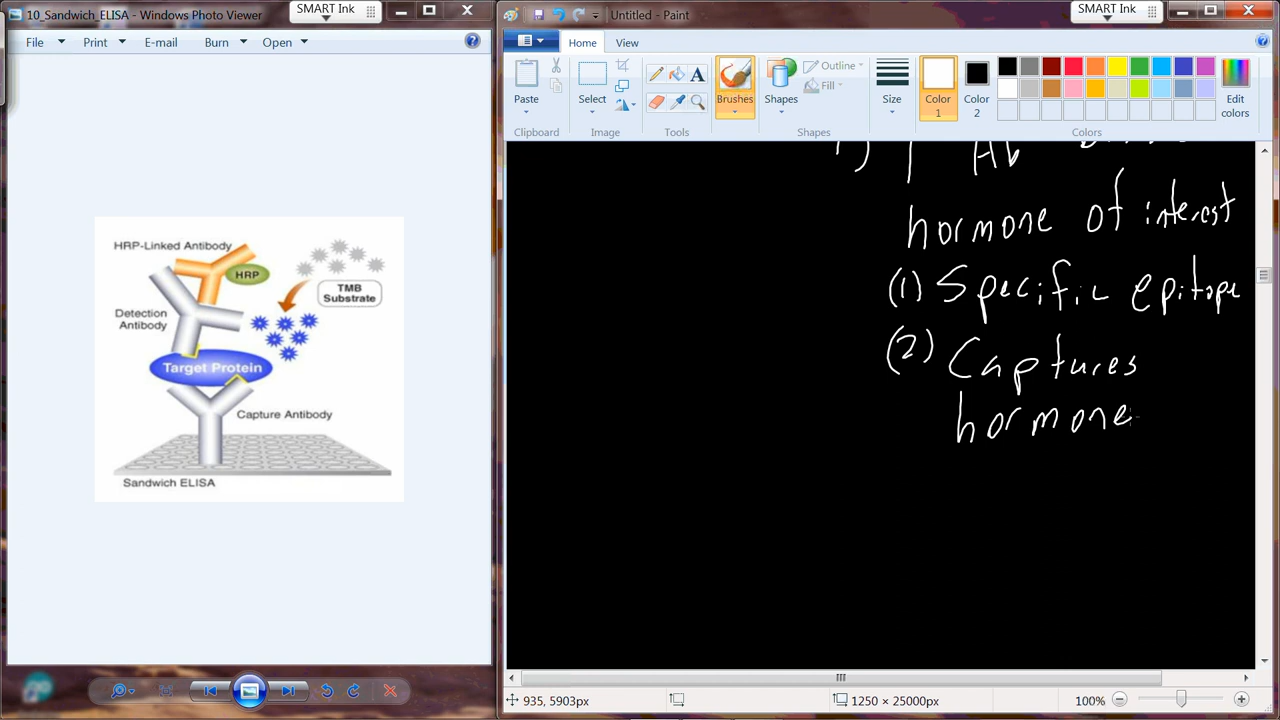 10_Sandwich_ELISA - Windows Photo Viewer
SMART Ink
File Print E-mail Burn Open
HRP-Linked Antibody
HRP
TMB
Substrate
Detection
Antibody
Target Protein
Capture Antibody
Sandwich ELISA
Untitled - Paint
SMART Ink
Home View
Paste
Select
Brushes
Shapes
Outline
Fill
Size
Color
1
Color
2
Edit
colors
Clipboard Image Tools Shapes Colors
1) 1° Ab
hormone of interest
(1) Specific epitope
(2) Captures
hormone
935, 5903px
1250 × 25000px
100%